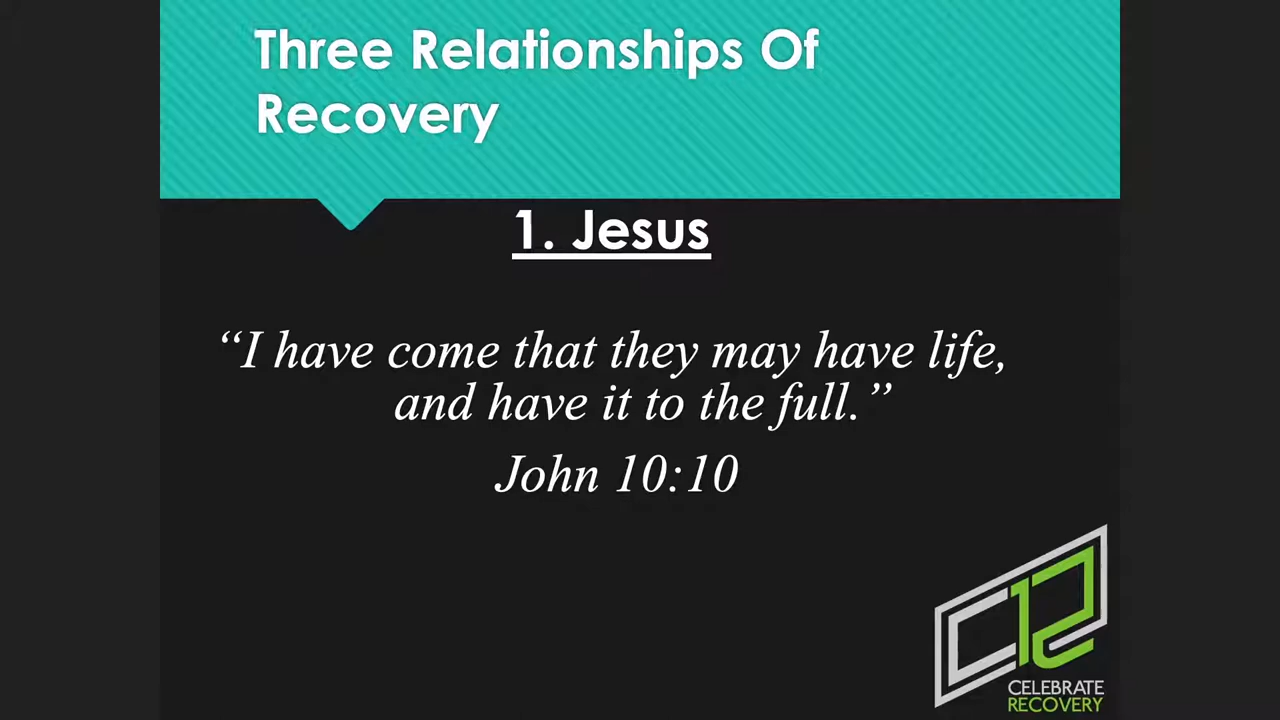 Three Relationships Of
Recovery
1. Jesus
“I have come that they may have life,
and have it to the full.”
John 10:10
C12
CELEBRATE
RECOVERY